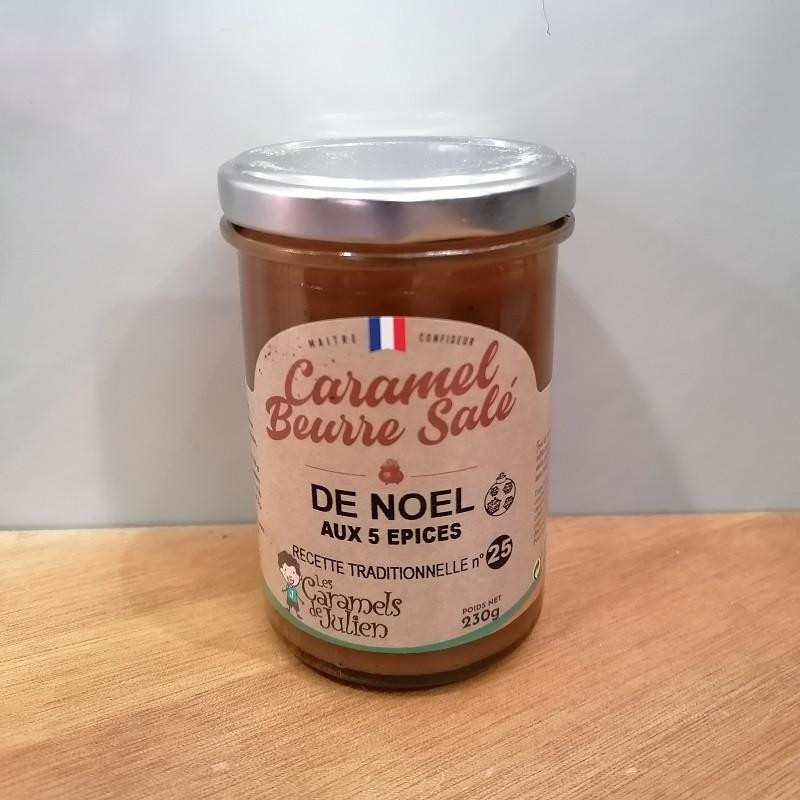 MAITRE CONFISEUR
Caramel
Beurre Salé
DE NOEL
AUX 5 EPICES
RECETTE TRADITIONNELLE n° 25
Les
Caramels
de Julien
POIDS NET
230g